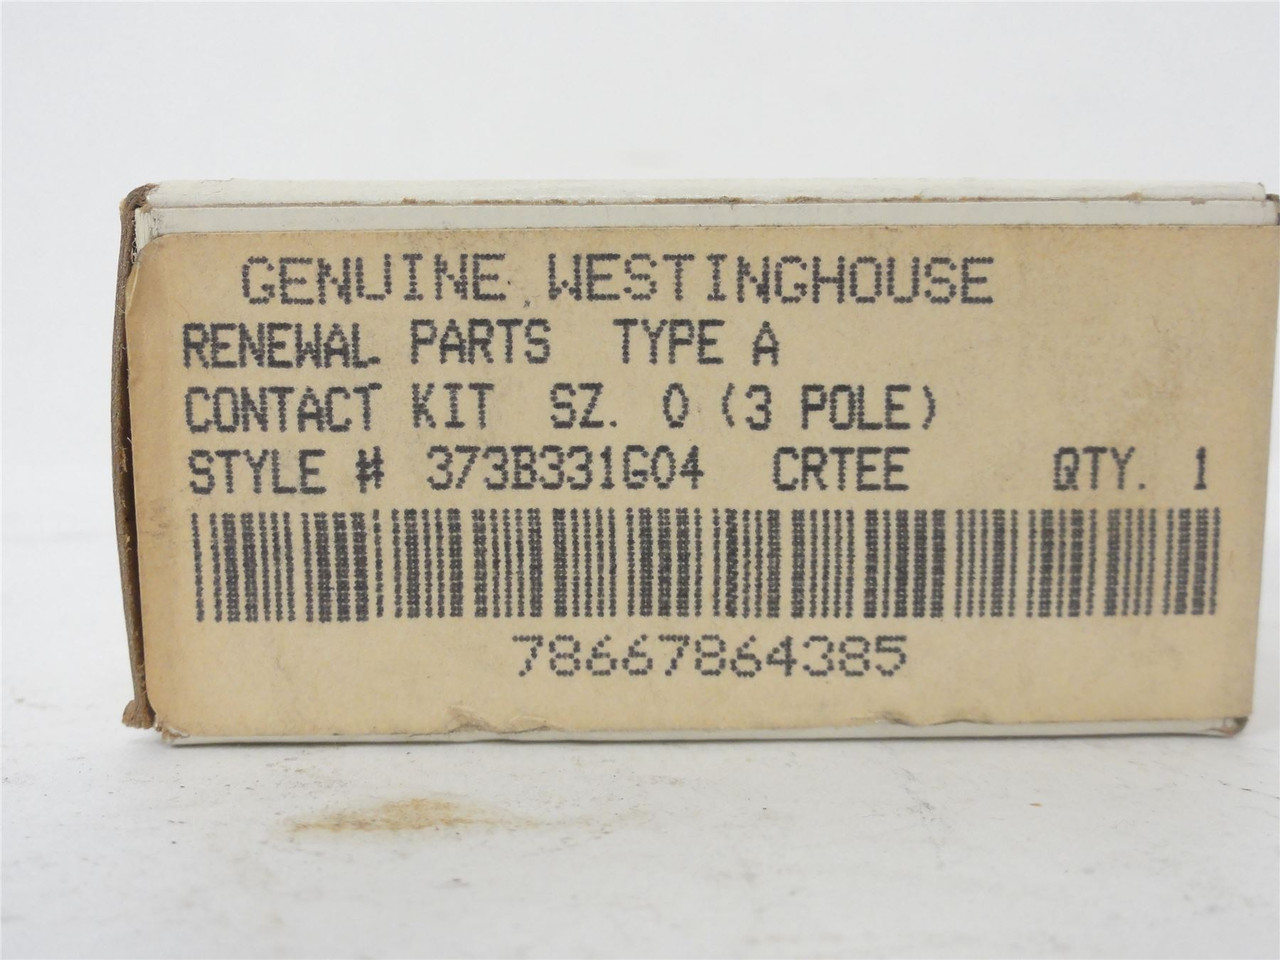 GENUINE WESTINGHOUSE
RENEWAL PARTS TYPE A
CONTACT KIT SZ. 0 (3 POLE)
STYLE # 373B331G04 CRTEE QTY. 1
78667864385